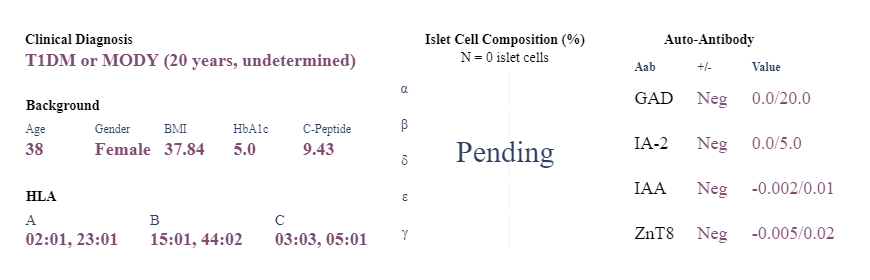 Clinical Diagnosis
T1DM or MODY (20 years, undetermined)
Background
Age Gender BMI HbA1c C-Peptide
38 Female 37.84 5.0 9.43
HLA
A B C
02:01, 23:01 15:01, 44:02 03:03, 05:01
Islet Cell Composition (%)
N = 0 islet cells
α
β
δ
ε
γ
Pending
Auto-Antibody
Aab +/- Value
GAD Neg 0.0/20.0
IA-2 Neg 0.0/5.0
IAA Neg -0.002/0.01
ZnT8 Neg -0.005/0.02